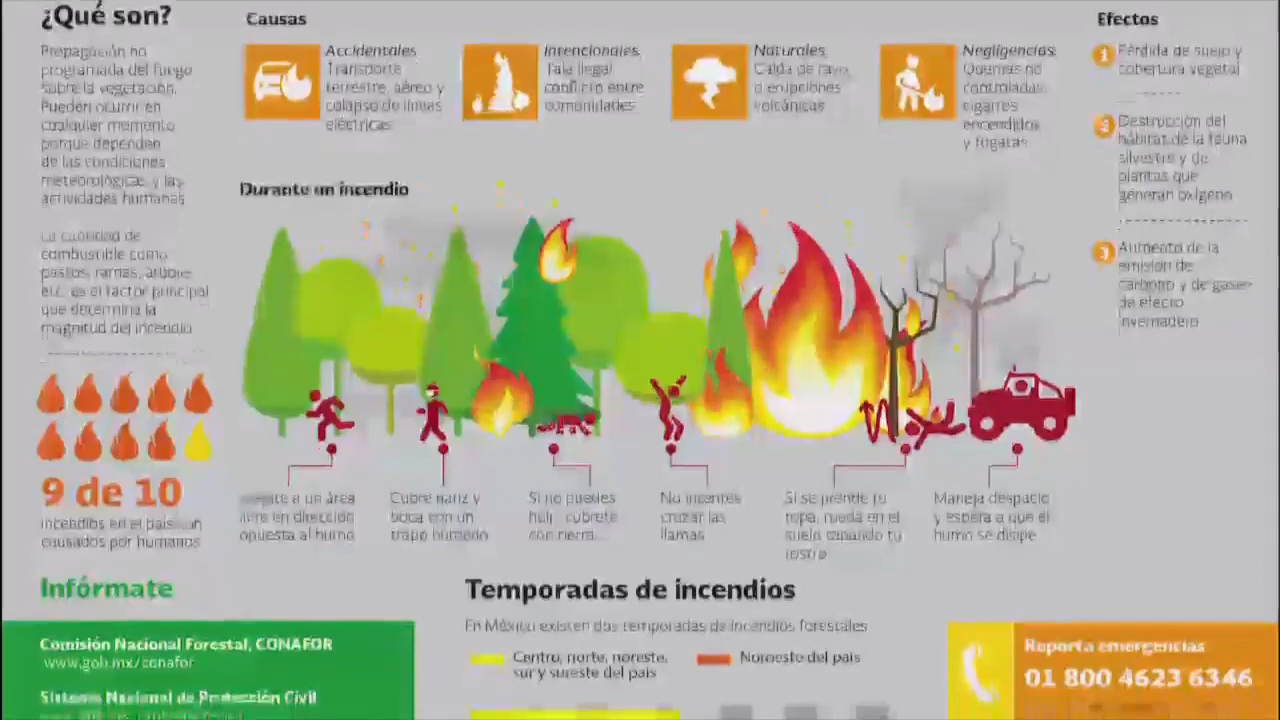 ¿Qué son?
Propagación no
programada del fuego
sobre la vegetación.
Pueden ocurrir en
cualquier momento
porque dependen
de las condiciones
meteorológicas y las
actividades humanas
La cantidad de
combustible como
pastos, ramas, árboles
etc. es el factor principal
que determina la
magnitud del incendio
9 de 10
incendios en el país son
causados por humanos
Causas
Accidentales
Transporte
terrestre, aéreo y
colapso de líneas
eléctricas
Intencionales
Tala ilegal
conflicto entre
comunidades
Naturales
Caída de rayo
o erupciones
volcánicas
Negligencias
Quemas no
controladas,
cigarros
encendidos
y fogatas
Efectos
1 Pérdida de suelo y
cobertura vegetal
2 Destrucción del
hábitat de la fauna
silvestre y de
plantas que
generan oxígeno
3 Aumento de la
emisión de
carbono y de gases
de efecto
invernadero
Durante un incendio
a un área
libre en dirección
opuesta al humo
Cubre nariz y
boca con un
trapo húmedo
Si no puedes
huir, cúbrete
con tierra
No intentes
cruzar las
llamas
Si se prende tu
ropa, rueda en el
suelo tapando tu
rostro
Maneja despacio
y espera a que el
humo se disipe
Infórmate
Comisión Nacional Forestal, CONAFOR
www.gob.mx/conafor
Sistema Nacional de Protección Civil
Temporadas de incendios
En México existen dos temporadas de incendios forestales
Centro, norte, noreste,
sur y sureste del país
Noroeste del país
Reporta emergencias
01 800 4623 6346